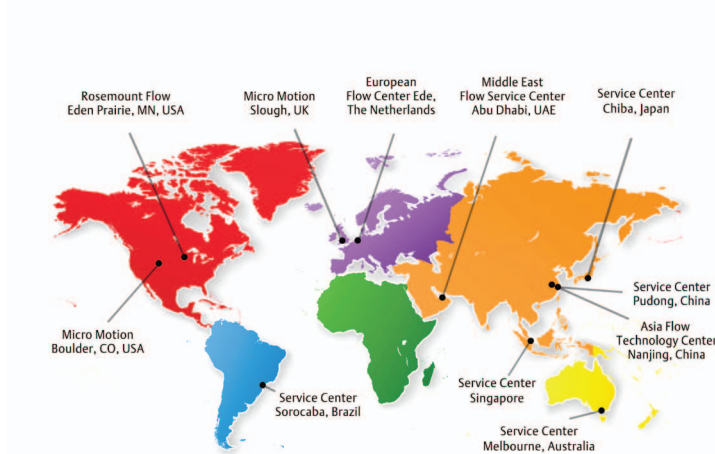 Rosemount Flow
Eden Prairie, MN, USA
Micro Motion
Slough, UK
European
Flow Center Ede,
The Netherlands
Middle East
Flow Service Center
Abu Dhabi, UAE
Service Center
Chiba, Japan
Service Center
Pudong, China
Asia Flow
Technology Center
Nanjing, China
Micro Motion
Boulder, CO, USA
Service Center
Sorocaba, Brazil
Service Center
Singapore
Service Center
Melbourne, Australia